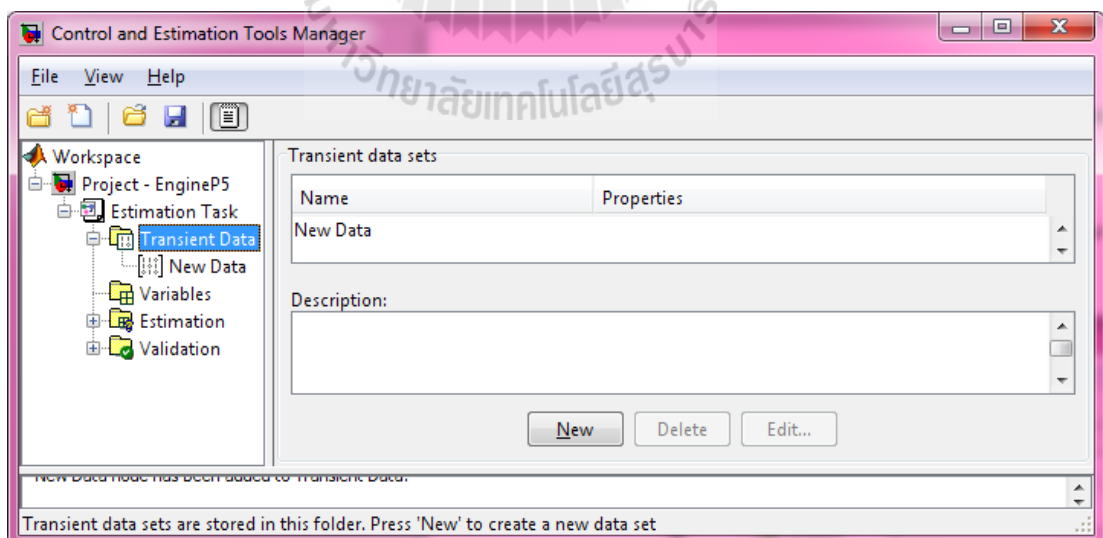 Control and Estimation Tools Manager
File View Help
Workspace
Project - EngineP5
Estimation Task
Transient Data
New Data
Variables
Estimation
Validation
Transient data sets
Name Properties
New Data
Description:
New Delete Edit...
New Data node has been added to Transient Data.
Transient data sets are stored in this folder. Press 'New' to create a new data set